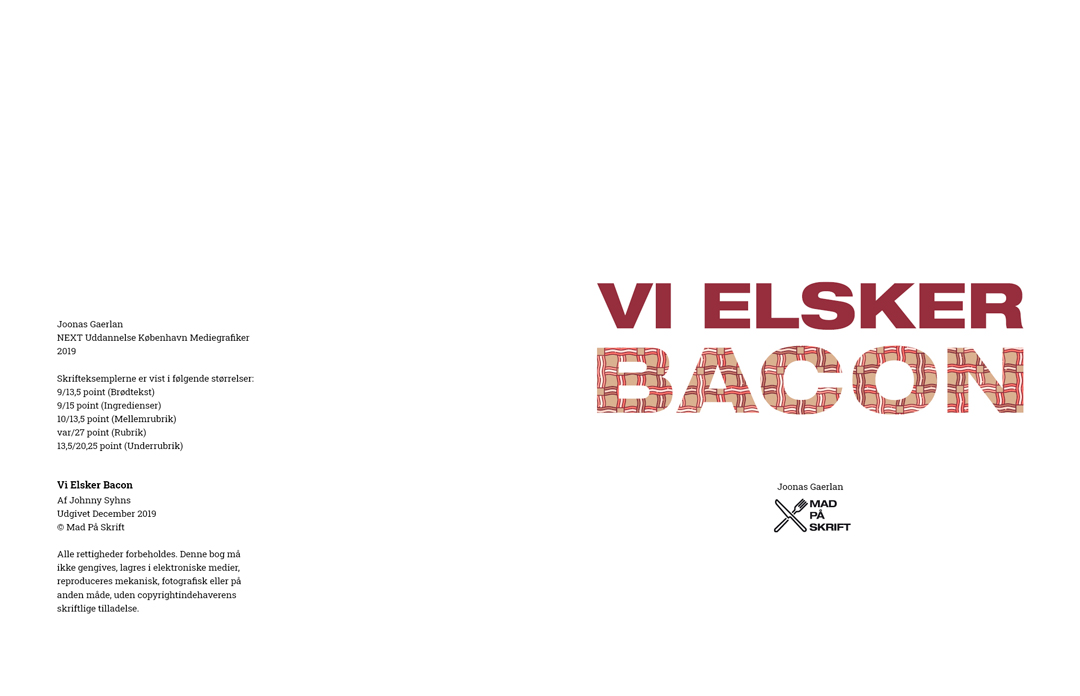 Joonas Gaerlan
NEXT Uddannelse København Mediegrafiker
2019
Skrifteksemplerne er vist i følgende størrelser:
9/13,5 point (Brødtekst)
9/15 point (Ingredienser)
10/13,5 point (Mellemrubrik)
var/27 point (Rubrik)
13,5/20,25 point (Underrubrik)
Vi Elsker Bacon
Af Johnny Syhns
Udgivet December 2019
© Mad På Skrift
Alle rettigheder forbeholdes. Denne bog må
ikke gengives, lagres i elektroniske medier,
reproduceres mekanisk, fotografisk eller på
anden måde, uden copyrightindehaverens
skriftlige tilladelse.
VI ELSKER
BACON
Joonas Gaerlan
MAD
PÅ
SKRIFT